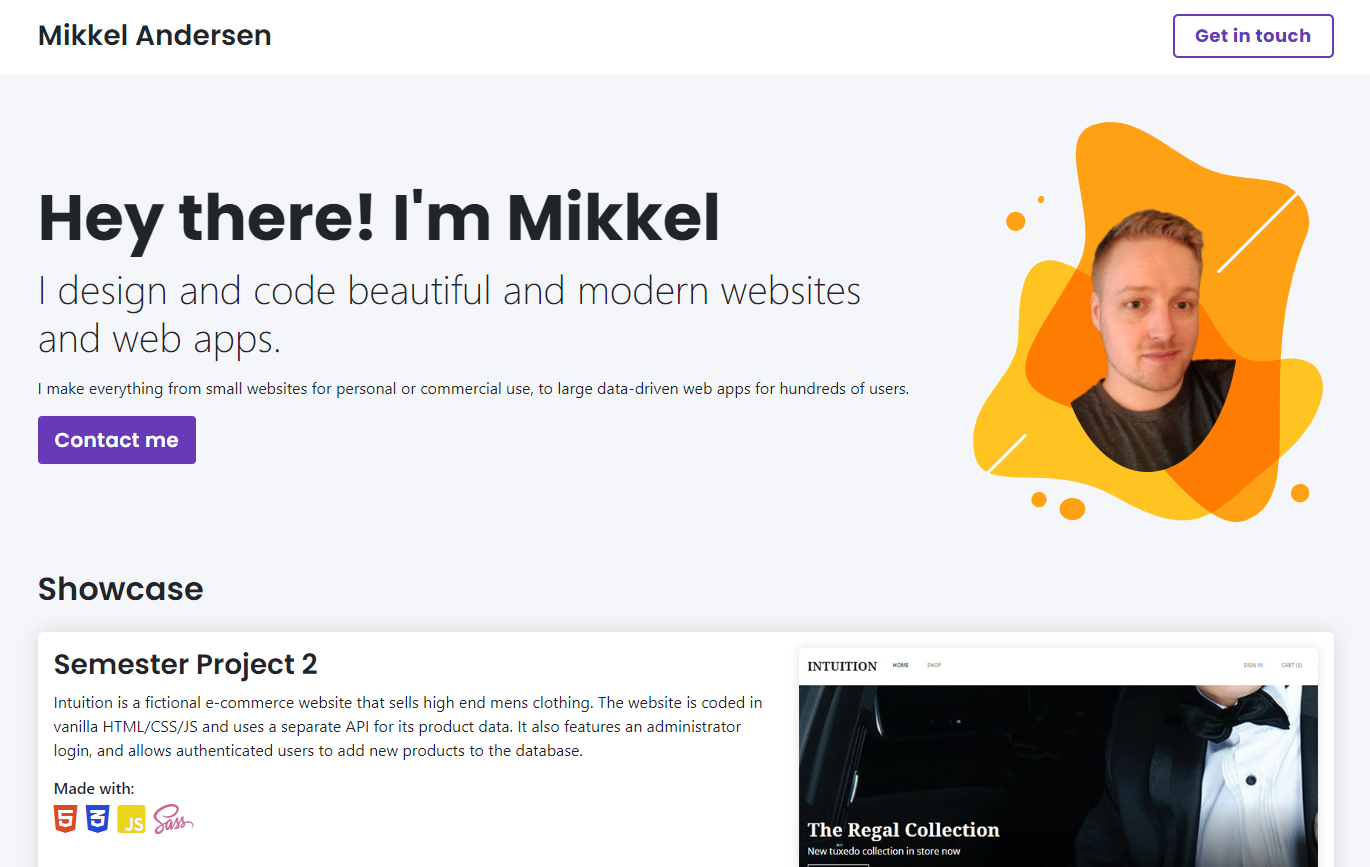 Mikkel Andersen
Get in touch
Hey there! I'm Mikkel
I design and code beautiful and modern websites
and web apps.
I make everything from small websites for personal or commercial use, to large data-driven web apps for hundreds of users.
Contact me
Showcase
Semester Project 2
Intuition is a fictional e-commerce website that sells high end mens clothing. The website is coded in
vanilla HTML/CSS/JS and uses a separate API for its product data. It also features an administrator
login, and allows authenticated users to add new products to the database.
Made with:
5 3 JS Sass
INTUITION HOME SHOP SIGN IN CART (2)
The Regal Collection
New tuxedo collection in store now